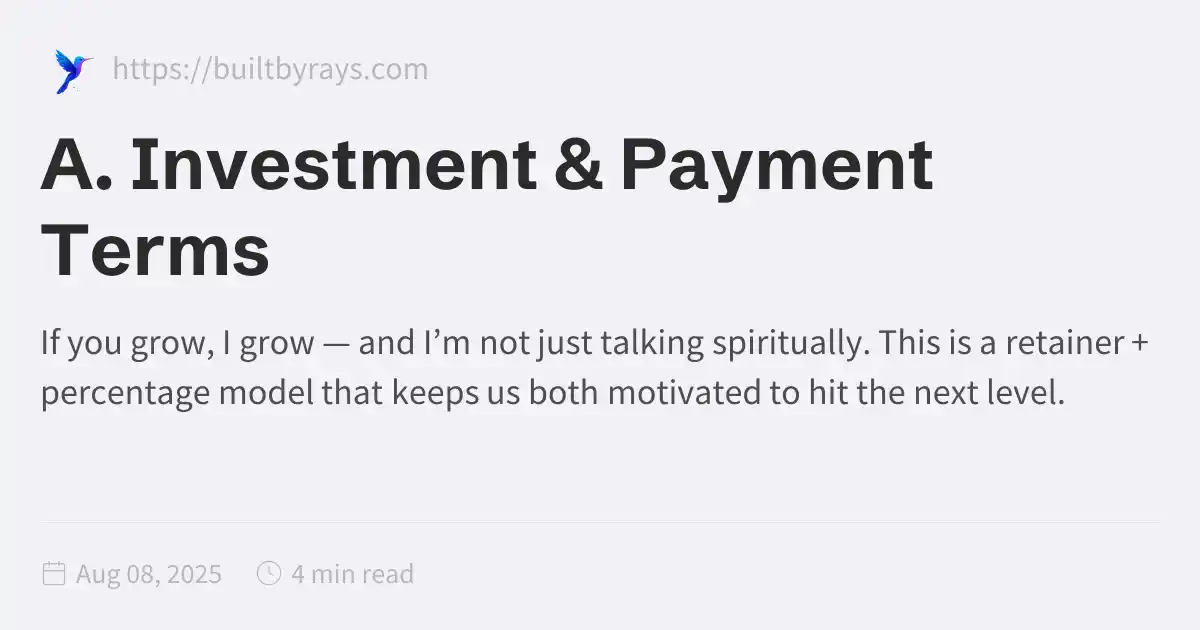 https://builtbyrays.com
A. Investment & Payment
Terms
If you grow, I grow — and I’m not just talking spiritually. This is a retainer +
percentage model that keeps us both motivated to hit the next level.
Aug 08, 2025 4 min read